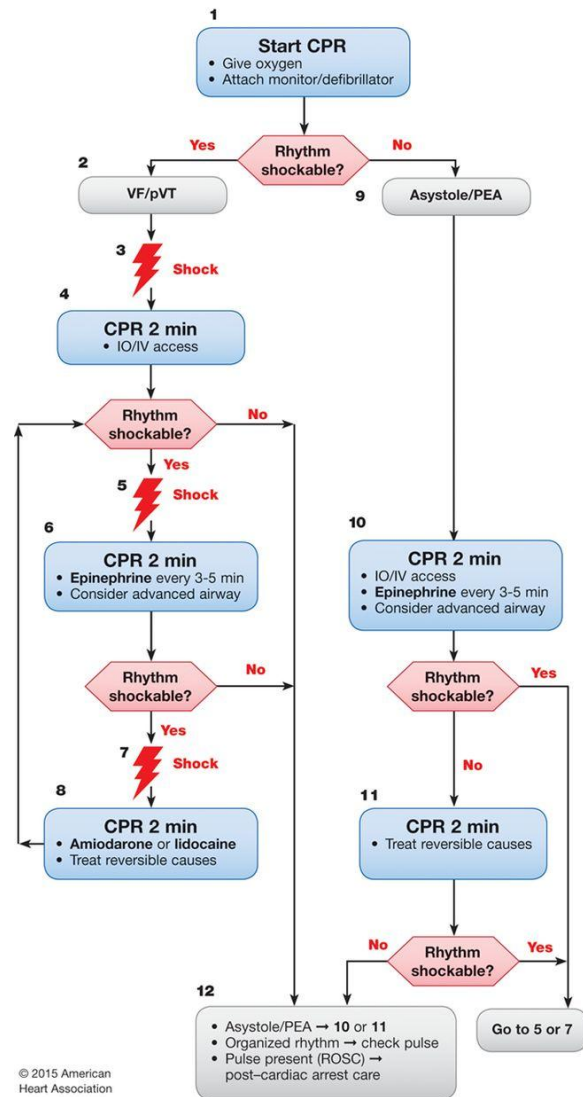 1
Start CPR
• Give oxygen
• Attach monitor/defibrillator
Yes
Rhythm
shockable?
No
2
VF/pVT
9
Asystole/PEA
3
Shock
4
CPR 2 min
• IO/IV access
Rhythm
shockable?
No
Yes
5
Shock
6
CPR 2 min
• Epinephrine every 3-5 min
• Consider advanced airway
10
CPR 2 min
• IO/IV access
• Epinephrine every 3-5 min
• Consider advanced airway
Rhythm
shockable?
No
Yes
Rhythm
shockable?
Yes
No
7
Shock
8
CPR 2 min
• Amiodarone or lidocaine
• Treat reversible causes
11
CPR 2 min
• Treat reversible causes
No
Rhythm
shockable?
Yes
12
• Asystole/PEA → 10 or 11
• Organized rhythm → check pulse
• Pulse present (ROSC) →
post–cardiac arrest care
Go to 5 or 7
© 2015 American
Heart Association